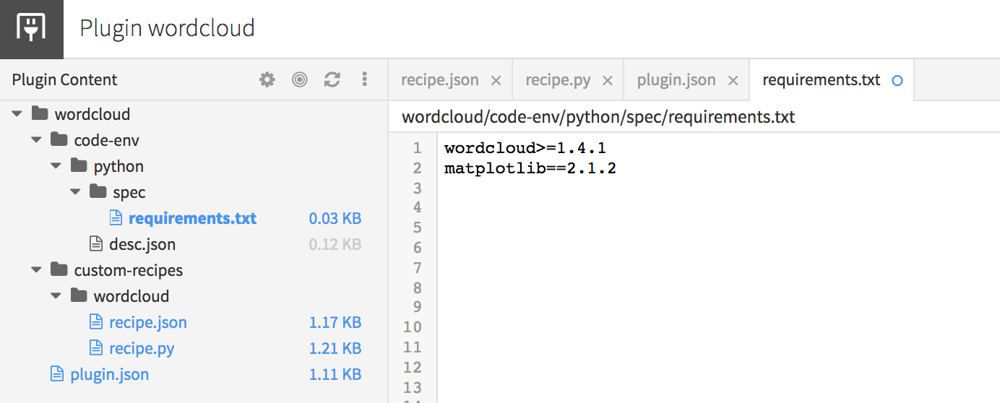 Plugin wordcloud
Plugin Content
wordcloud
code-env
python
spec
requirements.txt 0.03 KB
desc.json 0.12 KB
custom-recipes
wordcloud
recipe.json 1.17 KB
recipe.py 1.21 KB
plugin.json 1.11 KB
recipe.json recipe.py plugin.json requirements.txt
wordcloud/code-env/python/spec/requirements.txt
1 wordcloud>=1.4.1
2 matplotlib==2.1.2
3
4
5
6
7
8
9
10
11
12
13
14